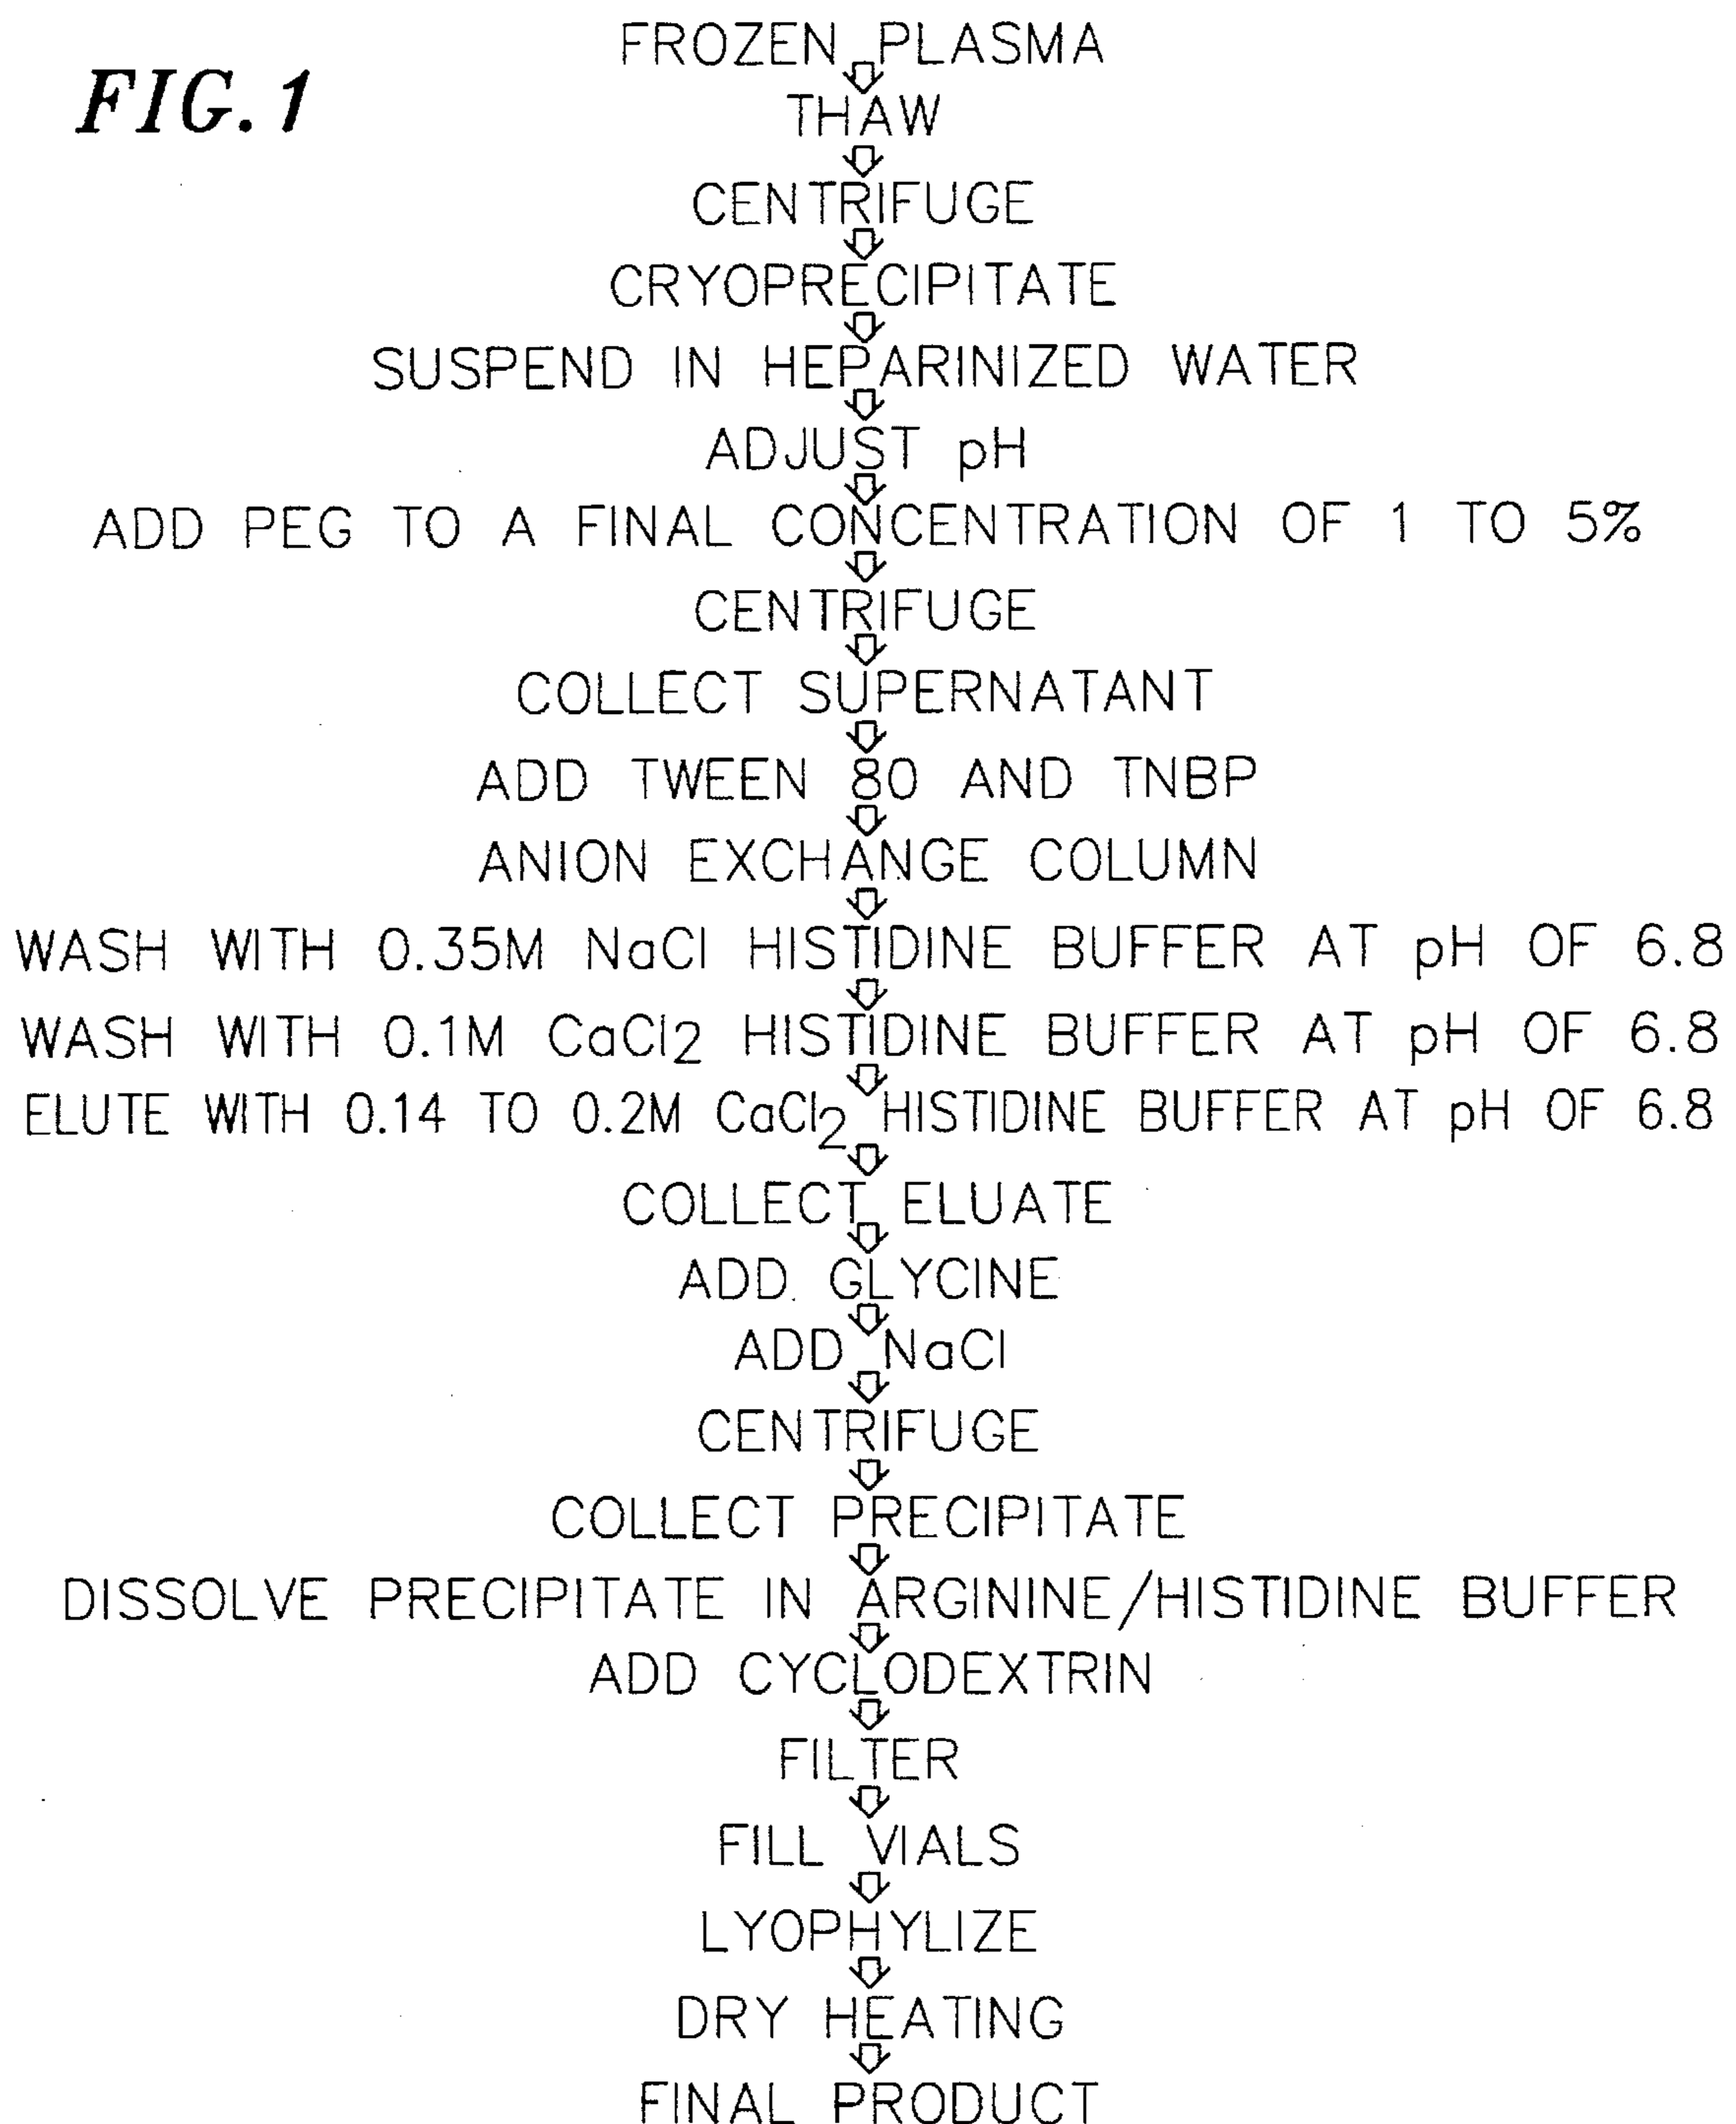 FIG. 1
FROZEN PLASMA
THAW
CENTRIFUGE
CRYOPRECIPITATE
SUSPEND IN HEPARINIZED WATER
ADJUST pH
ADD PEG TO A FINAL CONCENTRATION OF 1 TO 5%
CENTRIFUGE
COLLECT SUPERNATANT
ADD TWEEN 80 AND TNBP
ANION EXCHANGE COLUMN
WASH WITH 0.35M NaCl HISTIDINE BUFFER AT pH OF 6.8
WASH WITH 0.1M CaCl2 HISTIDINE BUFFER AT pH OF 6.8
ELUTE WITH 0.14 TO 0.2M CaCl2 HISTIDINE BUFFER AT pH OF 6.8
COLLECT ELUATE
ADD GLYCINE
ADD NaCl
CENTRIFUGE
COLLECT PRECIPITATE
DISSOLVE PRECIPITATE IN ARGININE/HISTIDINE BUFFER
ADD CYCLODEXTRIN
FILTER
FILL VIALS
LYOPHYLIZE
DRY HEATING
FINAL PRODUCT